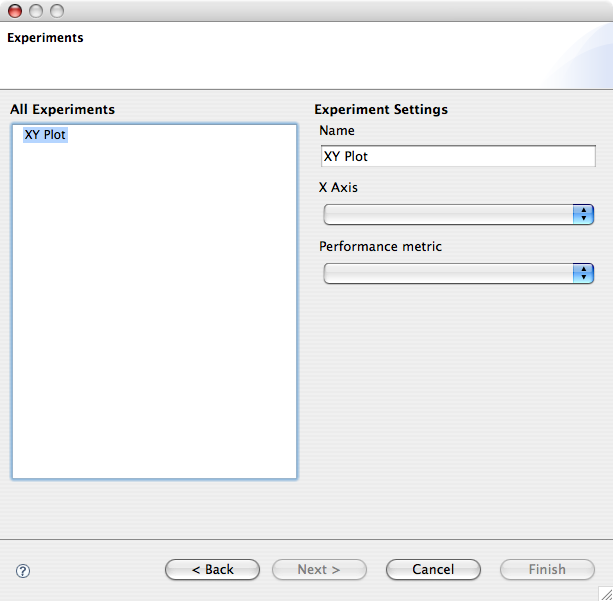 Experiments
All Experiments
XY Plot
Experiment Settings
Name
XY Plot
X Axis
Performance metric
?
< Back
Next >
Cancel
Finish